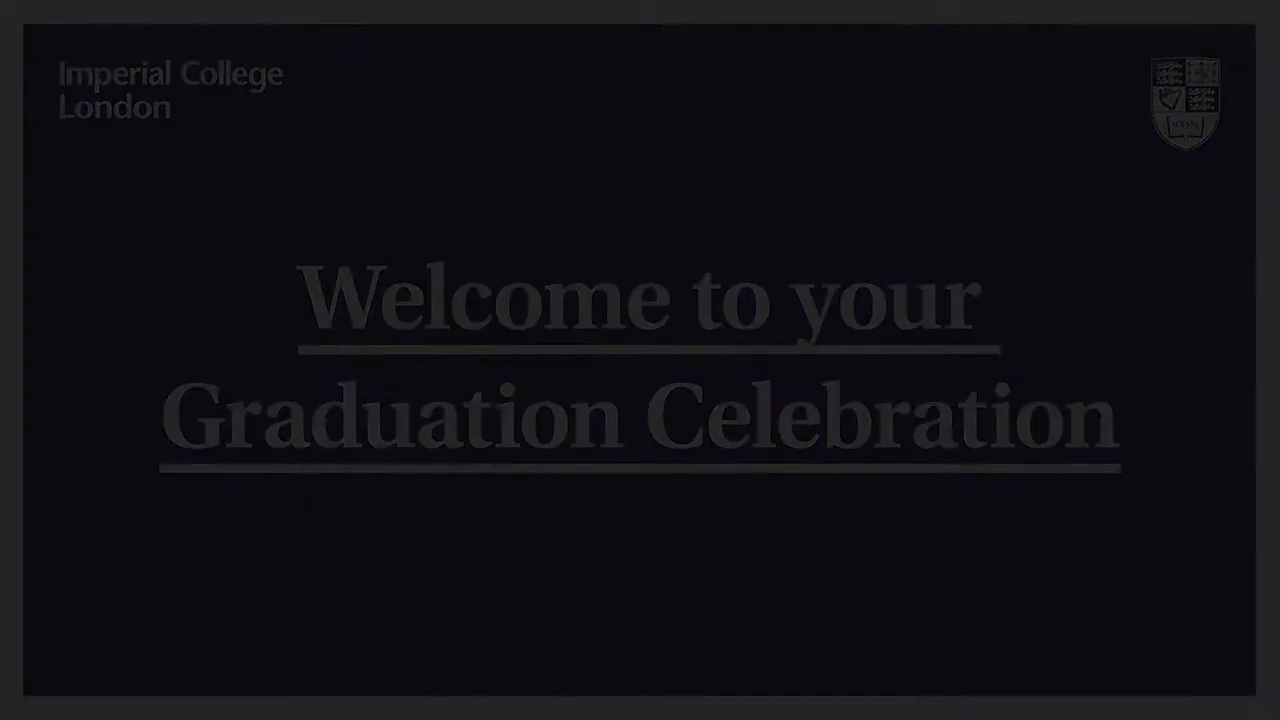 Imperial College
London
Welcome to your
Graduation Celebration